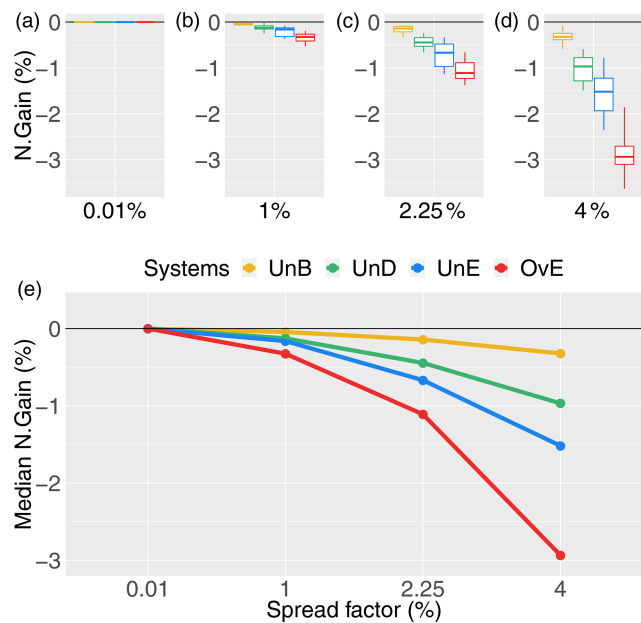 (a) (b) (c) (d)
N.Gain (%)
0 0 0 0
−1 −1 −1 −1
−2 −2 −2 −2
−3 −3 −3 −3
0.01% 1% 2.25% 4%
Systems UnB UnD UnE OvE
(e)
Median N.Gain (%)
0
−1
−2
−3
0.01 1 2.25 4
Spread factor (%)